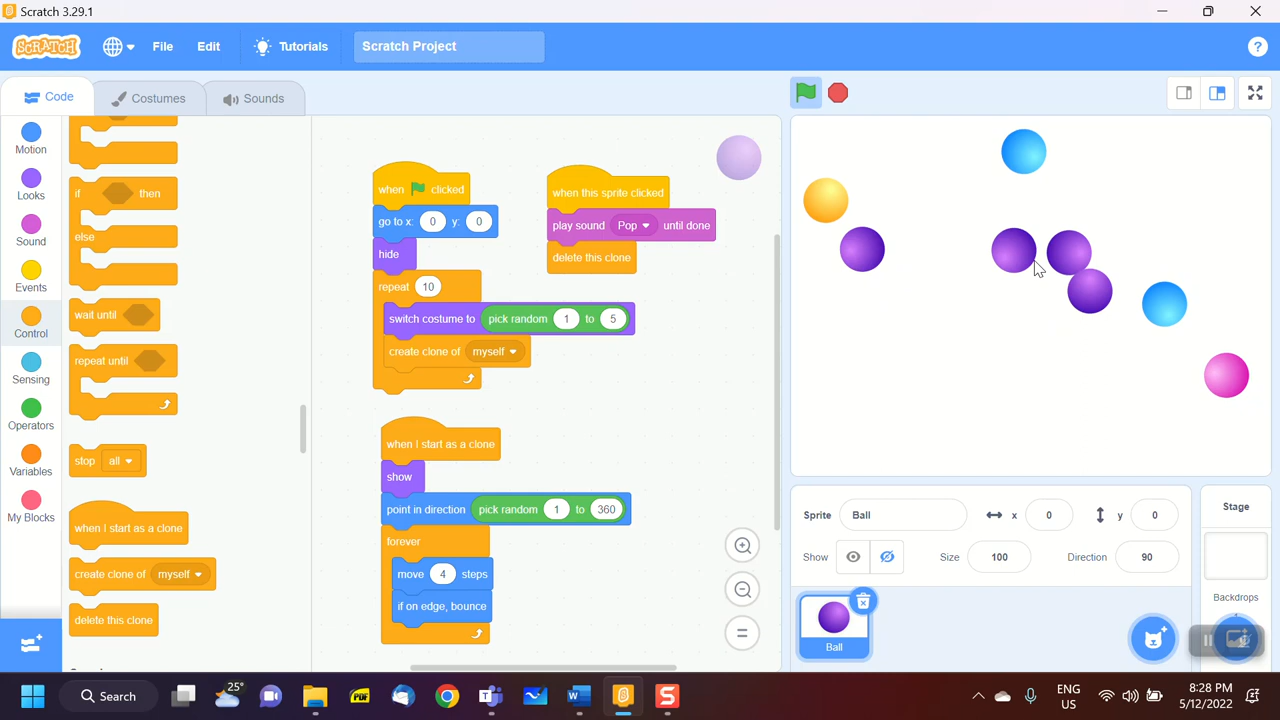 Scratch 3.29.1
SCRATCH
File
Edit
Tutorials
Scratch Project
?
Code
Costumes
Sounds
Motion
Looks
Sound
Events
Control
Sensing
Operators
Variables
My Blocks
if then
else
wait until
repeat until
stop all
when I start as a clone
create clone of myself
delete this clone
when clicked
go to x: 0 y: 0
hide
repeat 10
switch costume to pick random 1 to 5
create clone of myself
when this sprite clicked
play sound Pop until done
delete this clone
when I start as a clone
show
point in direction pick random 1 to 360
forever
move 4 steps
if on edge, bounce
Sprite Ball x 0 y 0
Show Size 100 Direction 90
Ball
Stage
Backdrops
Search
25°
PDF
W
S
ENG
US
8:28 PM
5/12/2022